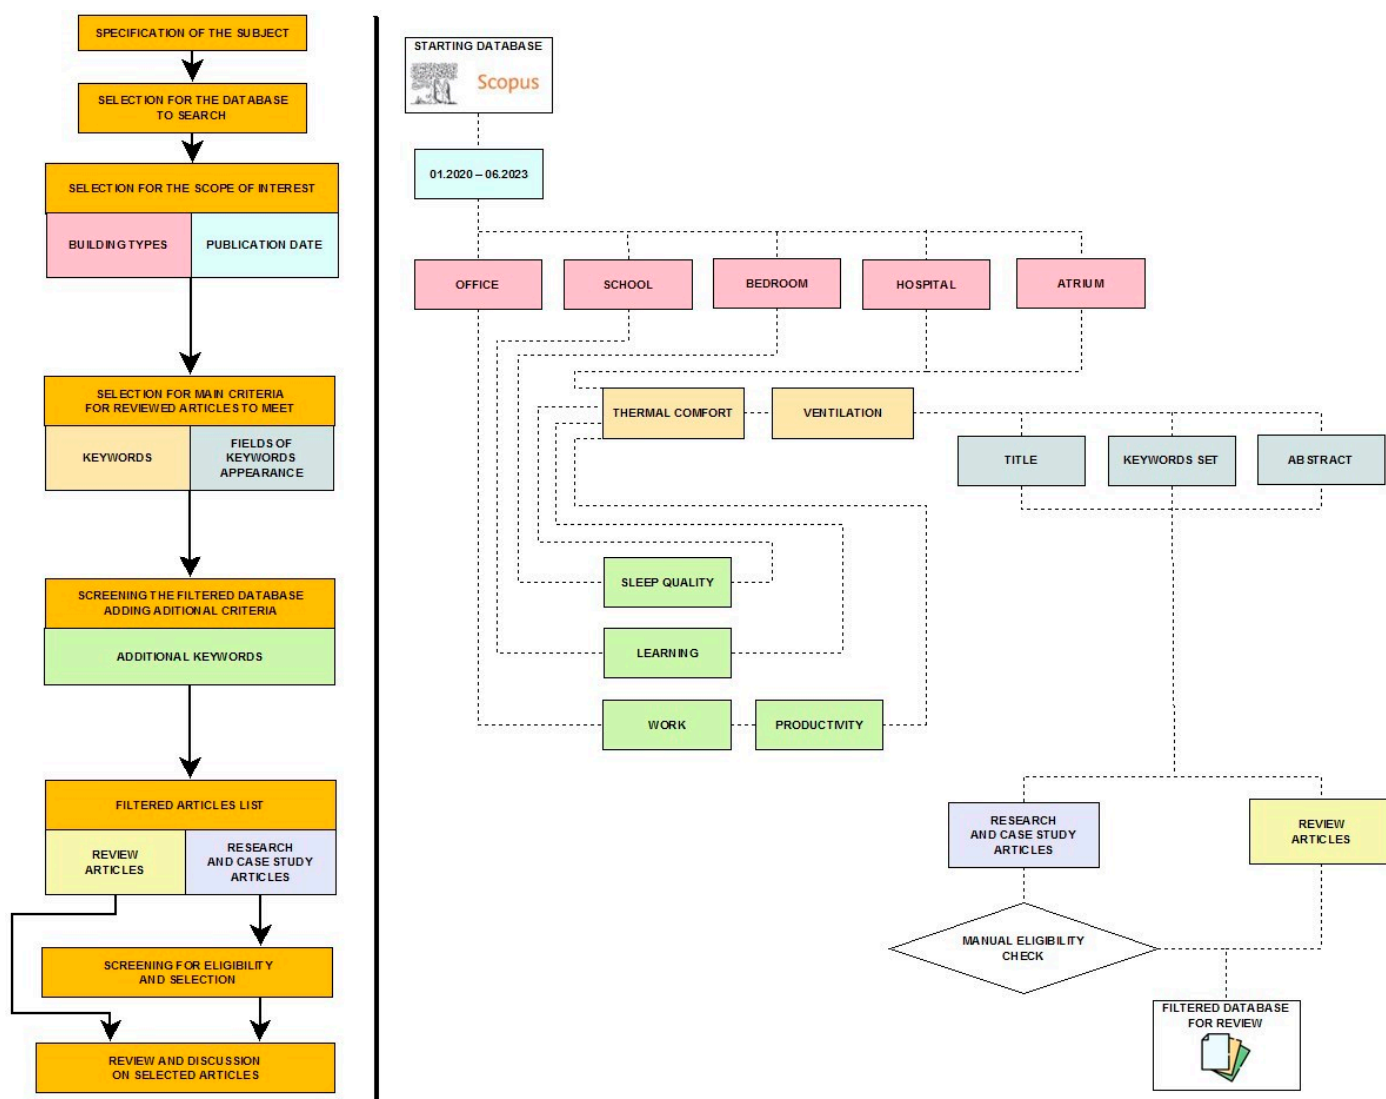 SPECIFICATION OF THE SUBJECT
SELECTION FOR THE DATABASE
TO SEARCH
SELECTION FOR THE SCOPE OF INTEREST
BUILDING TYPES
PUBLICATION DATE
SELECTION FOR MAIN CRITERIA
FOR REVIEWED ARTICLES TO MEET
KEYWORDS
FIELDS OF
KEYWORDS
APPEARANCE
SCREENING THE FILTERED DATABASE
ADDING ADITIONAL CRITERIA
ADDITIONAL KEYWORDS
FILTERED ARTICLES LIST
REVIEW
ARTICLES
RESEARCH
AND CASE STUDY
ARTICLES
SCREENING FOR ELIGIBILITY
AND SELECTION
REVIEW AND DISCUSSION
ON SELECTED ARTICLES
STARTING DATABASE
Scopus
01.2020 – 06.2023
OFFICE
SCHOOL
BEDROOM
HOSPITAL
ATRIUM
THERMAL COMFORT
VENTILATION
TITLE
KEYWORDS SET
ABSTRACT
SLEEP QUALITY
LEARNING
WORK
PRODUCTIVITY
RESEARCH
AND CASE STUDY
ARTICLES
REVIEW
ARTICLES
MANUAL ELIGIBILITY
CHECK
FILTERED DATABASE
FOR REVIEW